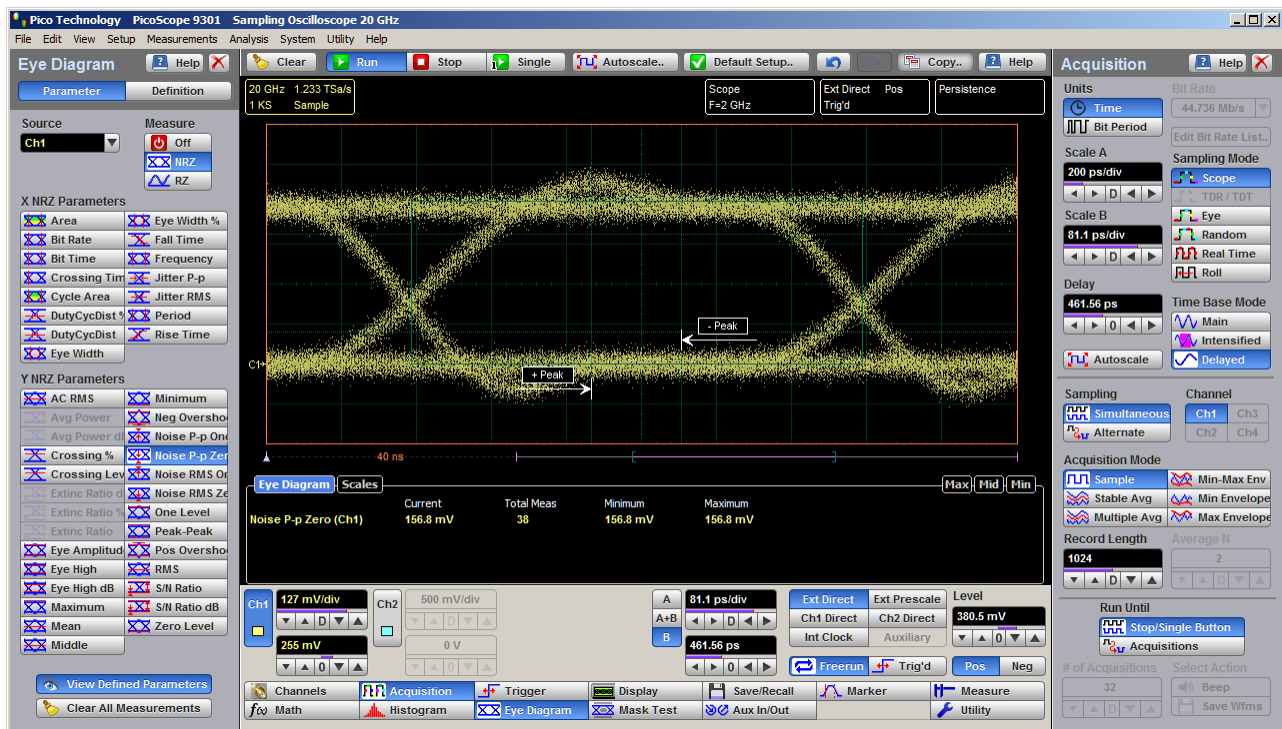 Pico Technology PicoScope 9301 Sampling Oscilloscope 20 GHz
File Edit View Setup Measurements Analysis System Utility Help
Eye Diagram Help
Parameter Definition
Source Measure
Ch1 Off
NRZ
RZ
X NRZ Parameters
Area Eye Width %
Bit Rate Fall Time
Bit Time Frequency
Crossing Tim Jitter P-p
Cycle Area Jitter RMS
DutyCycDist % Period
DutyCycDist Rise Time
Eye Width
Y NRZ Parameters
AC RMS Minimum
Avg Power Neg Oversho
Avg Power dB Noise P-p One
Crossing % Noise P-p Zer
Crossing Lev Noise RMS On
Extinc Ratio d Noise RMS Ze
Extinc Ratio % One Level
Extinc Ratio Peak-Peak
Eye Amplitud Pos Oversho
Eye High RMS
Eye High dB S/N Ratio
Maximum S/N Ratio dB
Mean Zero Level
Middle
View Defined Parameters
Clear All Measurements
Clear Run Stop Single Autoscale.. Default Setup.. Copy.. Help
20 GHz 1.233 TSa/s
1 KS Sample
Scope
F=2 GHz
Ext Direct Pos
Trig'd
Persistence
C1
- Peak
+ Peak
40 ns
Eye Diagram Scales Max Mid Min
Current Total Meas Minimum Maximum
Noise P-p Zero (Ch1) 156.8 mV 38 156.8 mV 156.8 mV
Ch1 127 mV/div
D
255 mV
0
Ch2 500 mV/div
D
0 V
0
A
A+B
B
81.1 ps/div
D
461.56 ps
0
Ext Direct Ext Prescale
Ch1 Direct Ch2 Direct
Int Clock Auxiliary
Freerun Trig'd
Level
380.5 mV
0
Pos Neg
Channels Acquisition Trigger Display Save/Recall Marker Measure
f(x) Math Histogram Eye Diagram Mask Test Aux In/Out Utility
Acquisition Help
Units Bit Rate
Time 44.736 Mb/s
Bit Period Edit Bit Rate List..
Scale A
200 ps/div
D
Scale B
81.1 ps/div
D
Delay
461.56 ps
0
Autoscale
Sampling Mode
Scope
TDR / TDT
Eye
Random
Real Time
Roll
Time Base Mode
Main
Intensified
Delayed
Sampling Channel
Simultaneous Ch1 Ch3
Alternate Ch2 Ch4
Acquisition Mode
Sample Min-Max Env
Stable Avg Min Envelope
Multiple Avg Max Envelope
Record Length Average N
1024 2
D D
Run Until
Stop/Single Button
Acquisitions
# of Acquisitions Select Action
32 Beep
D Save Wfms